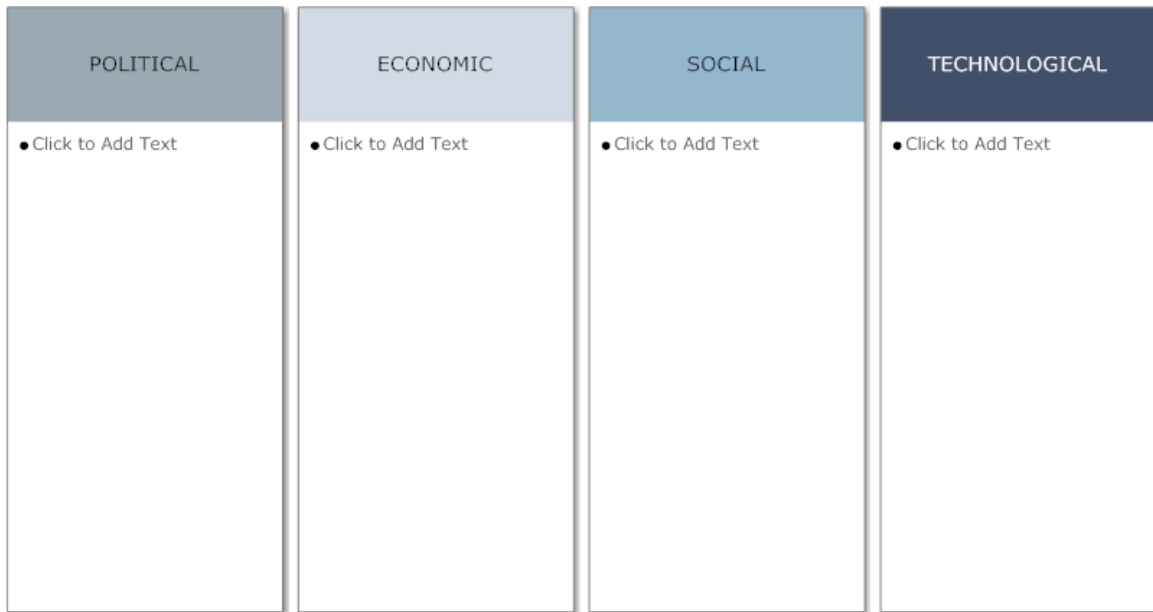 POLITICAL
ECONOMIC
SOCIAL
TECHNOLOGICAL
• Click to Add Text
• Click to Add Text
• Click to Add Text
• Click to Add Text